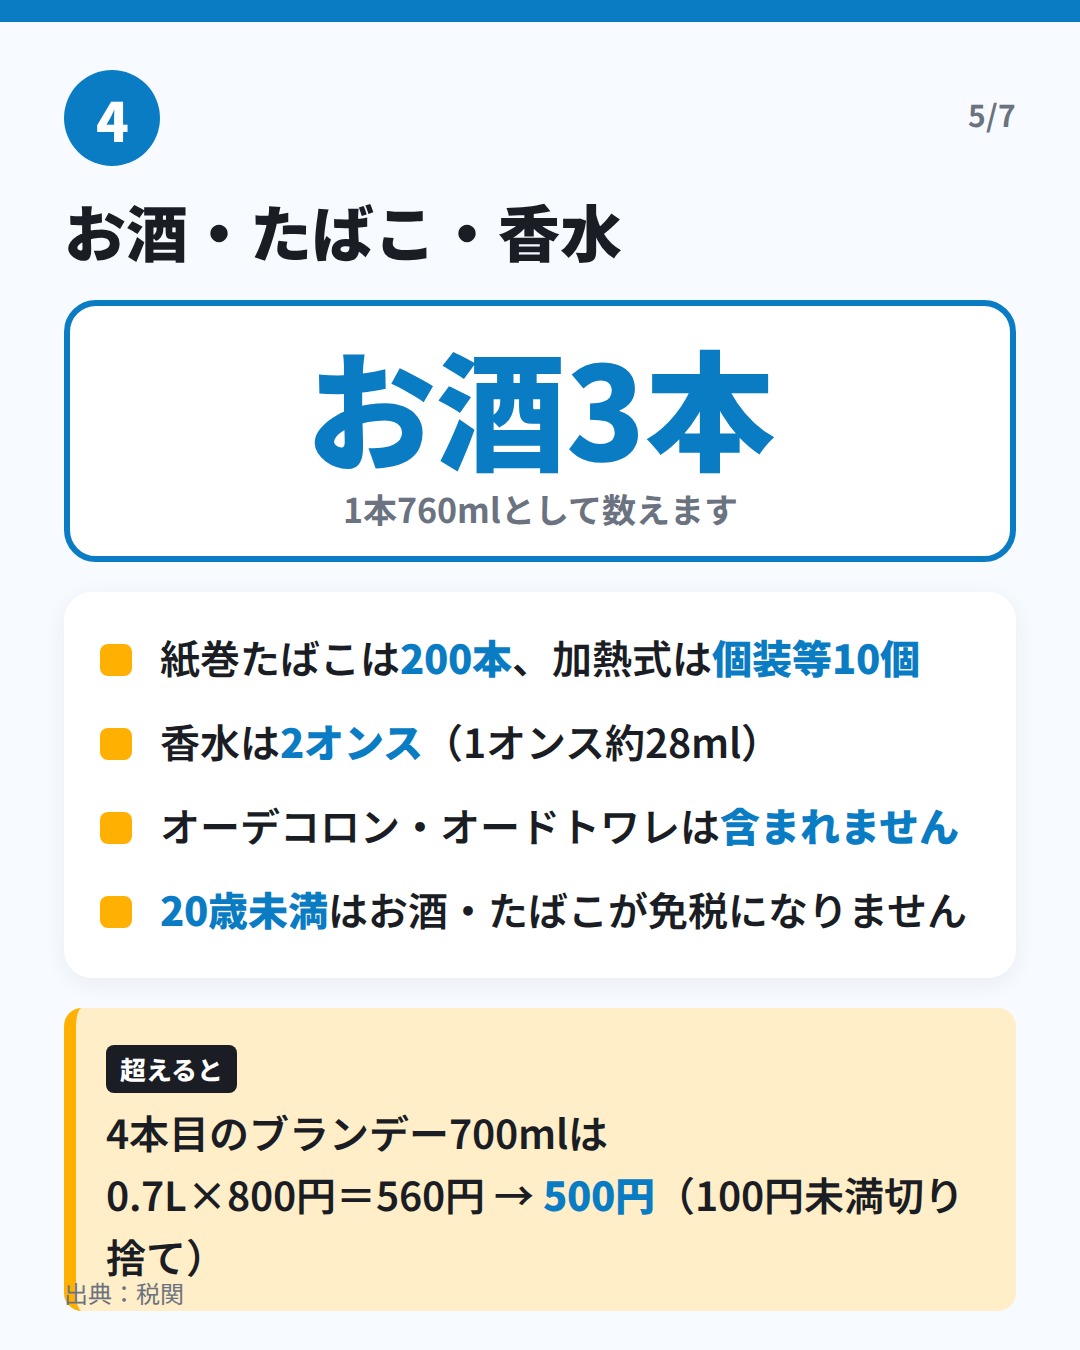 4
5/7
お酒・たばこ・香水
お酒3本
1本760mlとして数えます
紙巻たばこは200本、加熱式は個装等10個
香水は2オンス（1オンス約28ml）
オーデコロン・オードトワレは含まれません
20歳未満はお酒・たばこが免税になりません
超えると
4本目のブランデー700mlは
0.7L×800円＝560円 → 500円（100円未満切り
捨て）
出典：税関